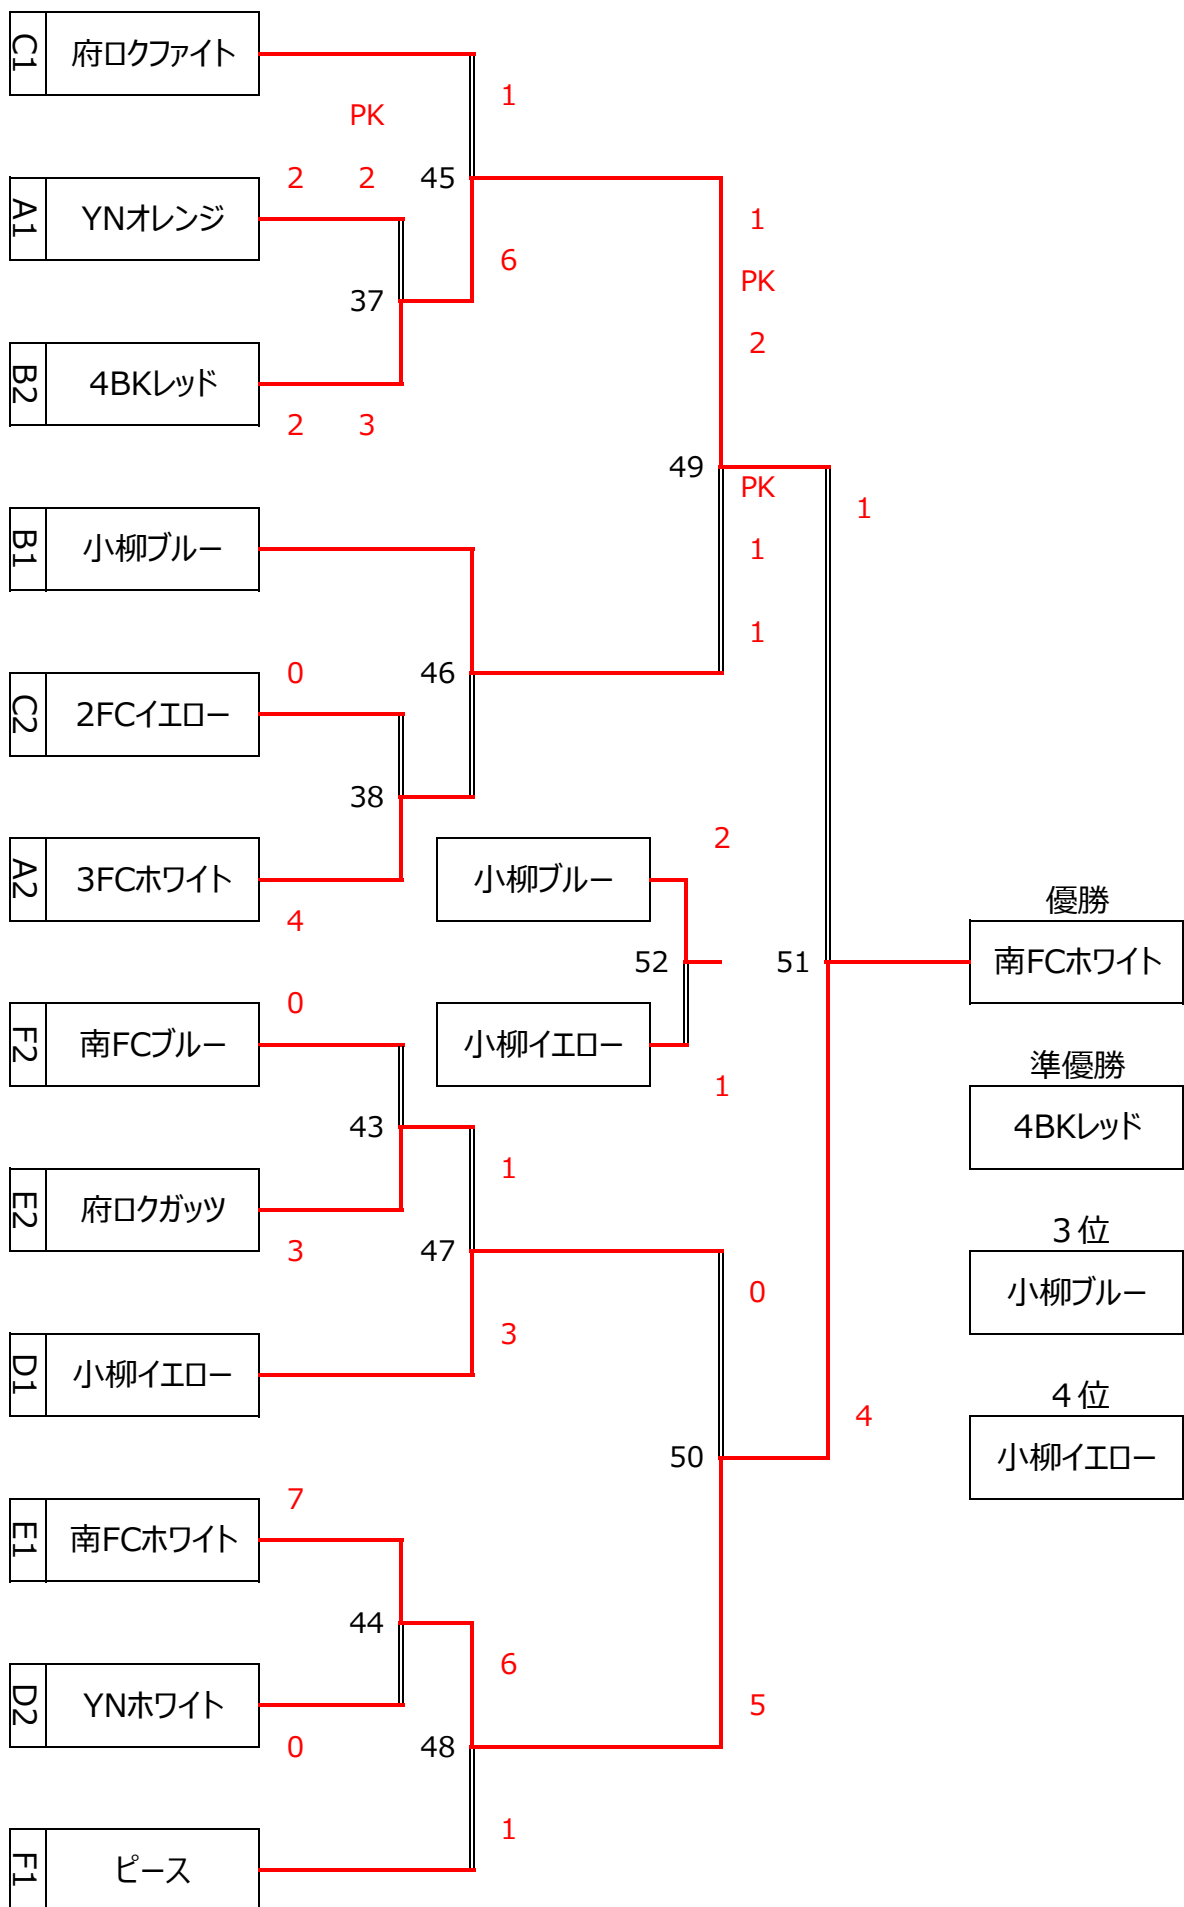 C1 府ロクファイト
1
PK
2 2 45
A1 YNオレンジ
1
6
PK
37
2
B2 4BKレッド
2 3
49
PK
1
B1 小柳ブルー
1
1
0 46
C2 2FCイエロー
38
2
A2 3FCホワイト
小柳ブルー
優勝
4
52 51 南FCホワイト
0
F2 南FCブルー
小柳イエロー
準優勝
1
43
4BKレッド
1
E2 府ロクガッツ
3位
3 47
0
小柳ブルー
3
D1 小柳イエロー
4位
4
50
小柳イエロー
7
E1 南FCホワイト
44
6
D2 YNホワイト
5
0 48
1
F1 ピース